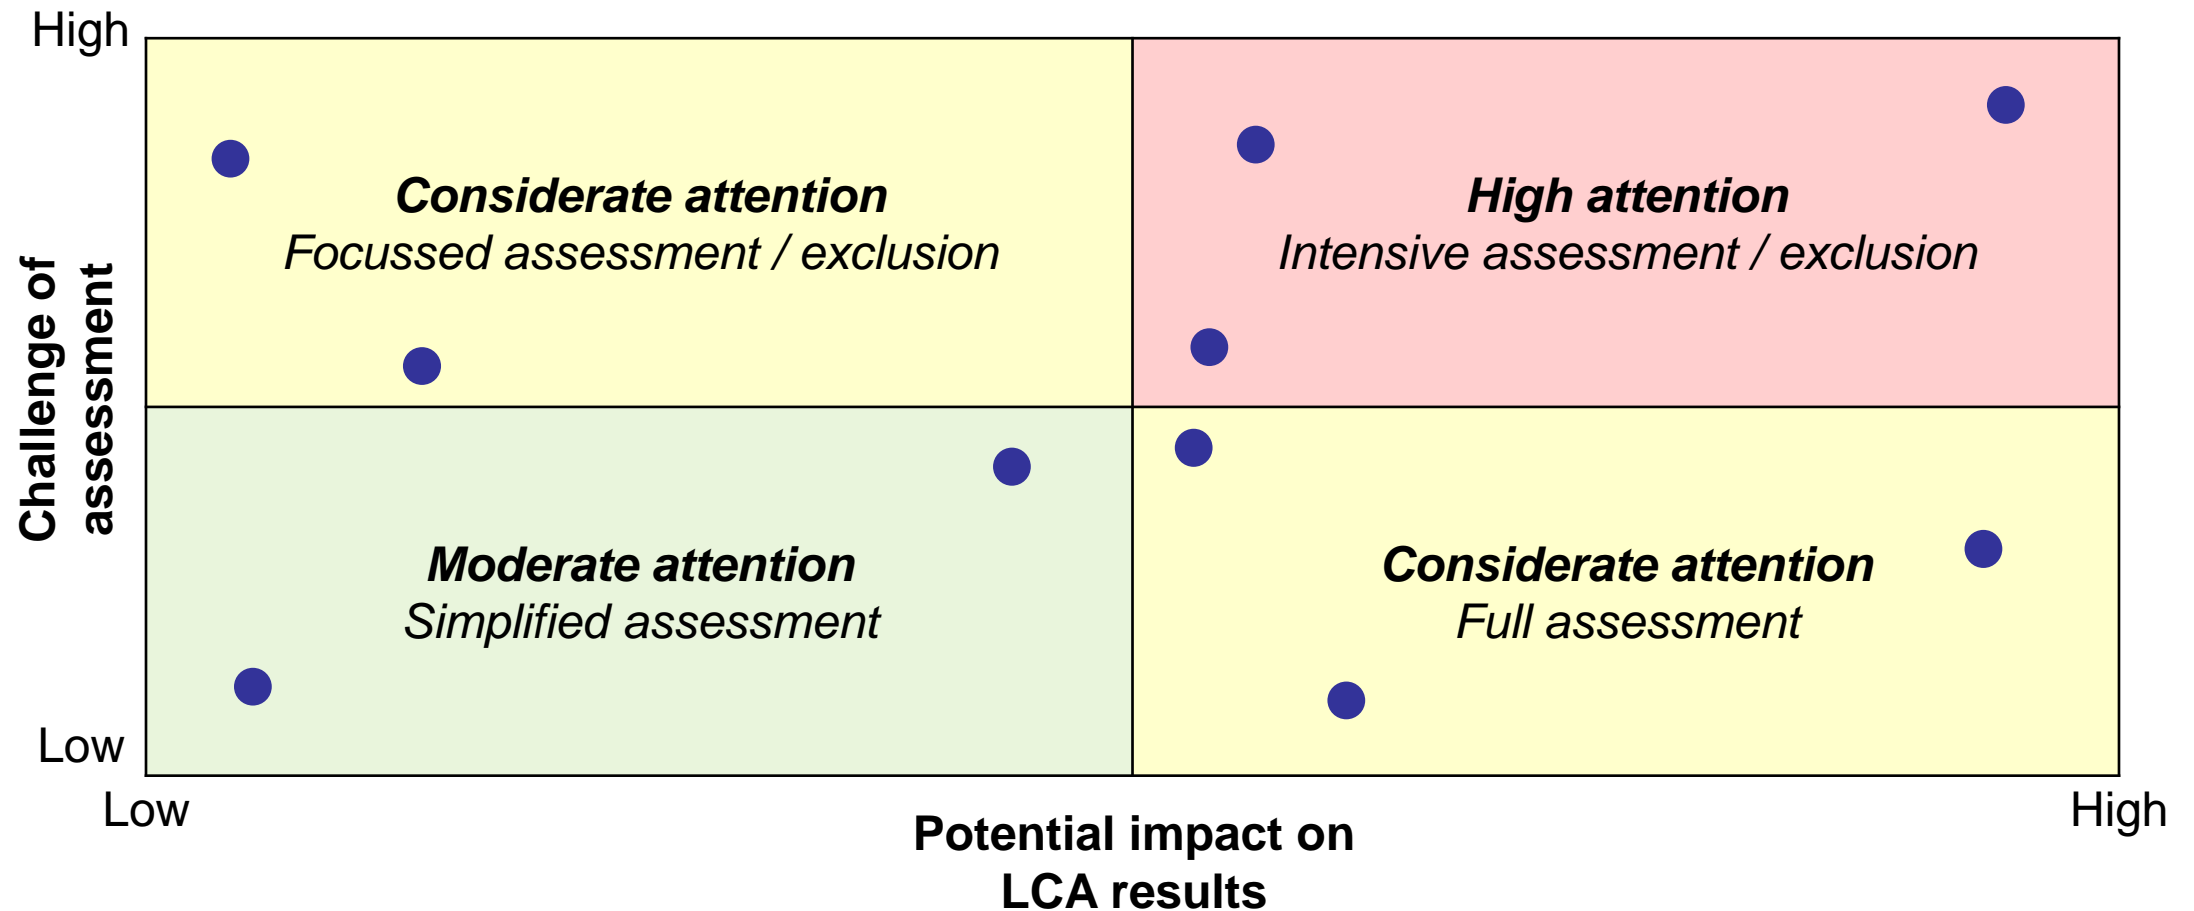 High
Considerate attention
Focussed assessment / exclusion
High attention
Intensive assessment / exclusion
Challenge of
assessment
Moderate attention
Simplified assessment
Considerate attention
Full assessment
Low
Low
High
Potential impact on
LCA results